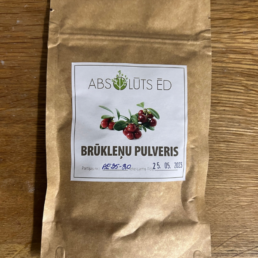 ABSOLŪTS ĒD
BRŪKLEŅU PULVERIS
25. 05. 2023